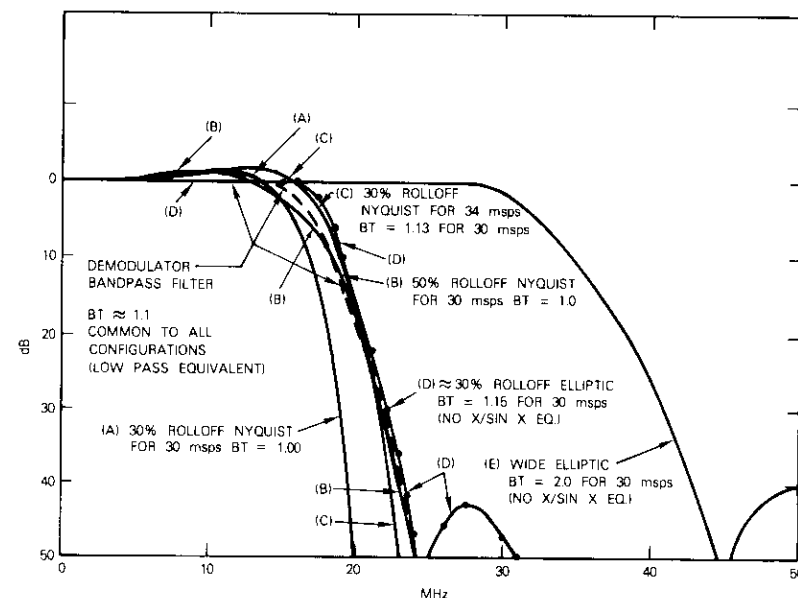 (B)
(A)
(C)
0
(D)
(C) 30% ROLLOFF
NYQUIST FOR 34 msps
BT = 1.13 FOR 30 msps
(D)
DEMODULATOR
BANDPASS FILTER
(B)
(B) 50% ROLLOFF NYQUIST
FOR 30 msps BT = 1.0
10
BT ≈ 1.1
COMMON TO ALL
CONFIGURATIONS
(LOW PASS EQUIVALENT)
20
dB
(D) ≈ 30% ROLLOFF ELLIPTIC
BT = 1.15 FOR 30 msps
(NO X/SIN X EQ.)
30
(A) 30% ROLLOFF NYQUIST
FOR 30 msps BT = 1.00
(D)
(E) WIDE ELLIPTIC
BT = 2.0 FOR 30 msps
(NO X/SIN X EQ.)
(B)
40
(C)
50
0
10
20
30
40
50
MHz